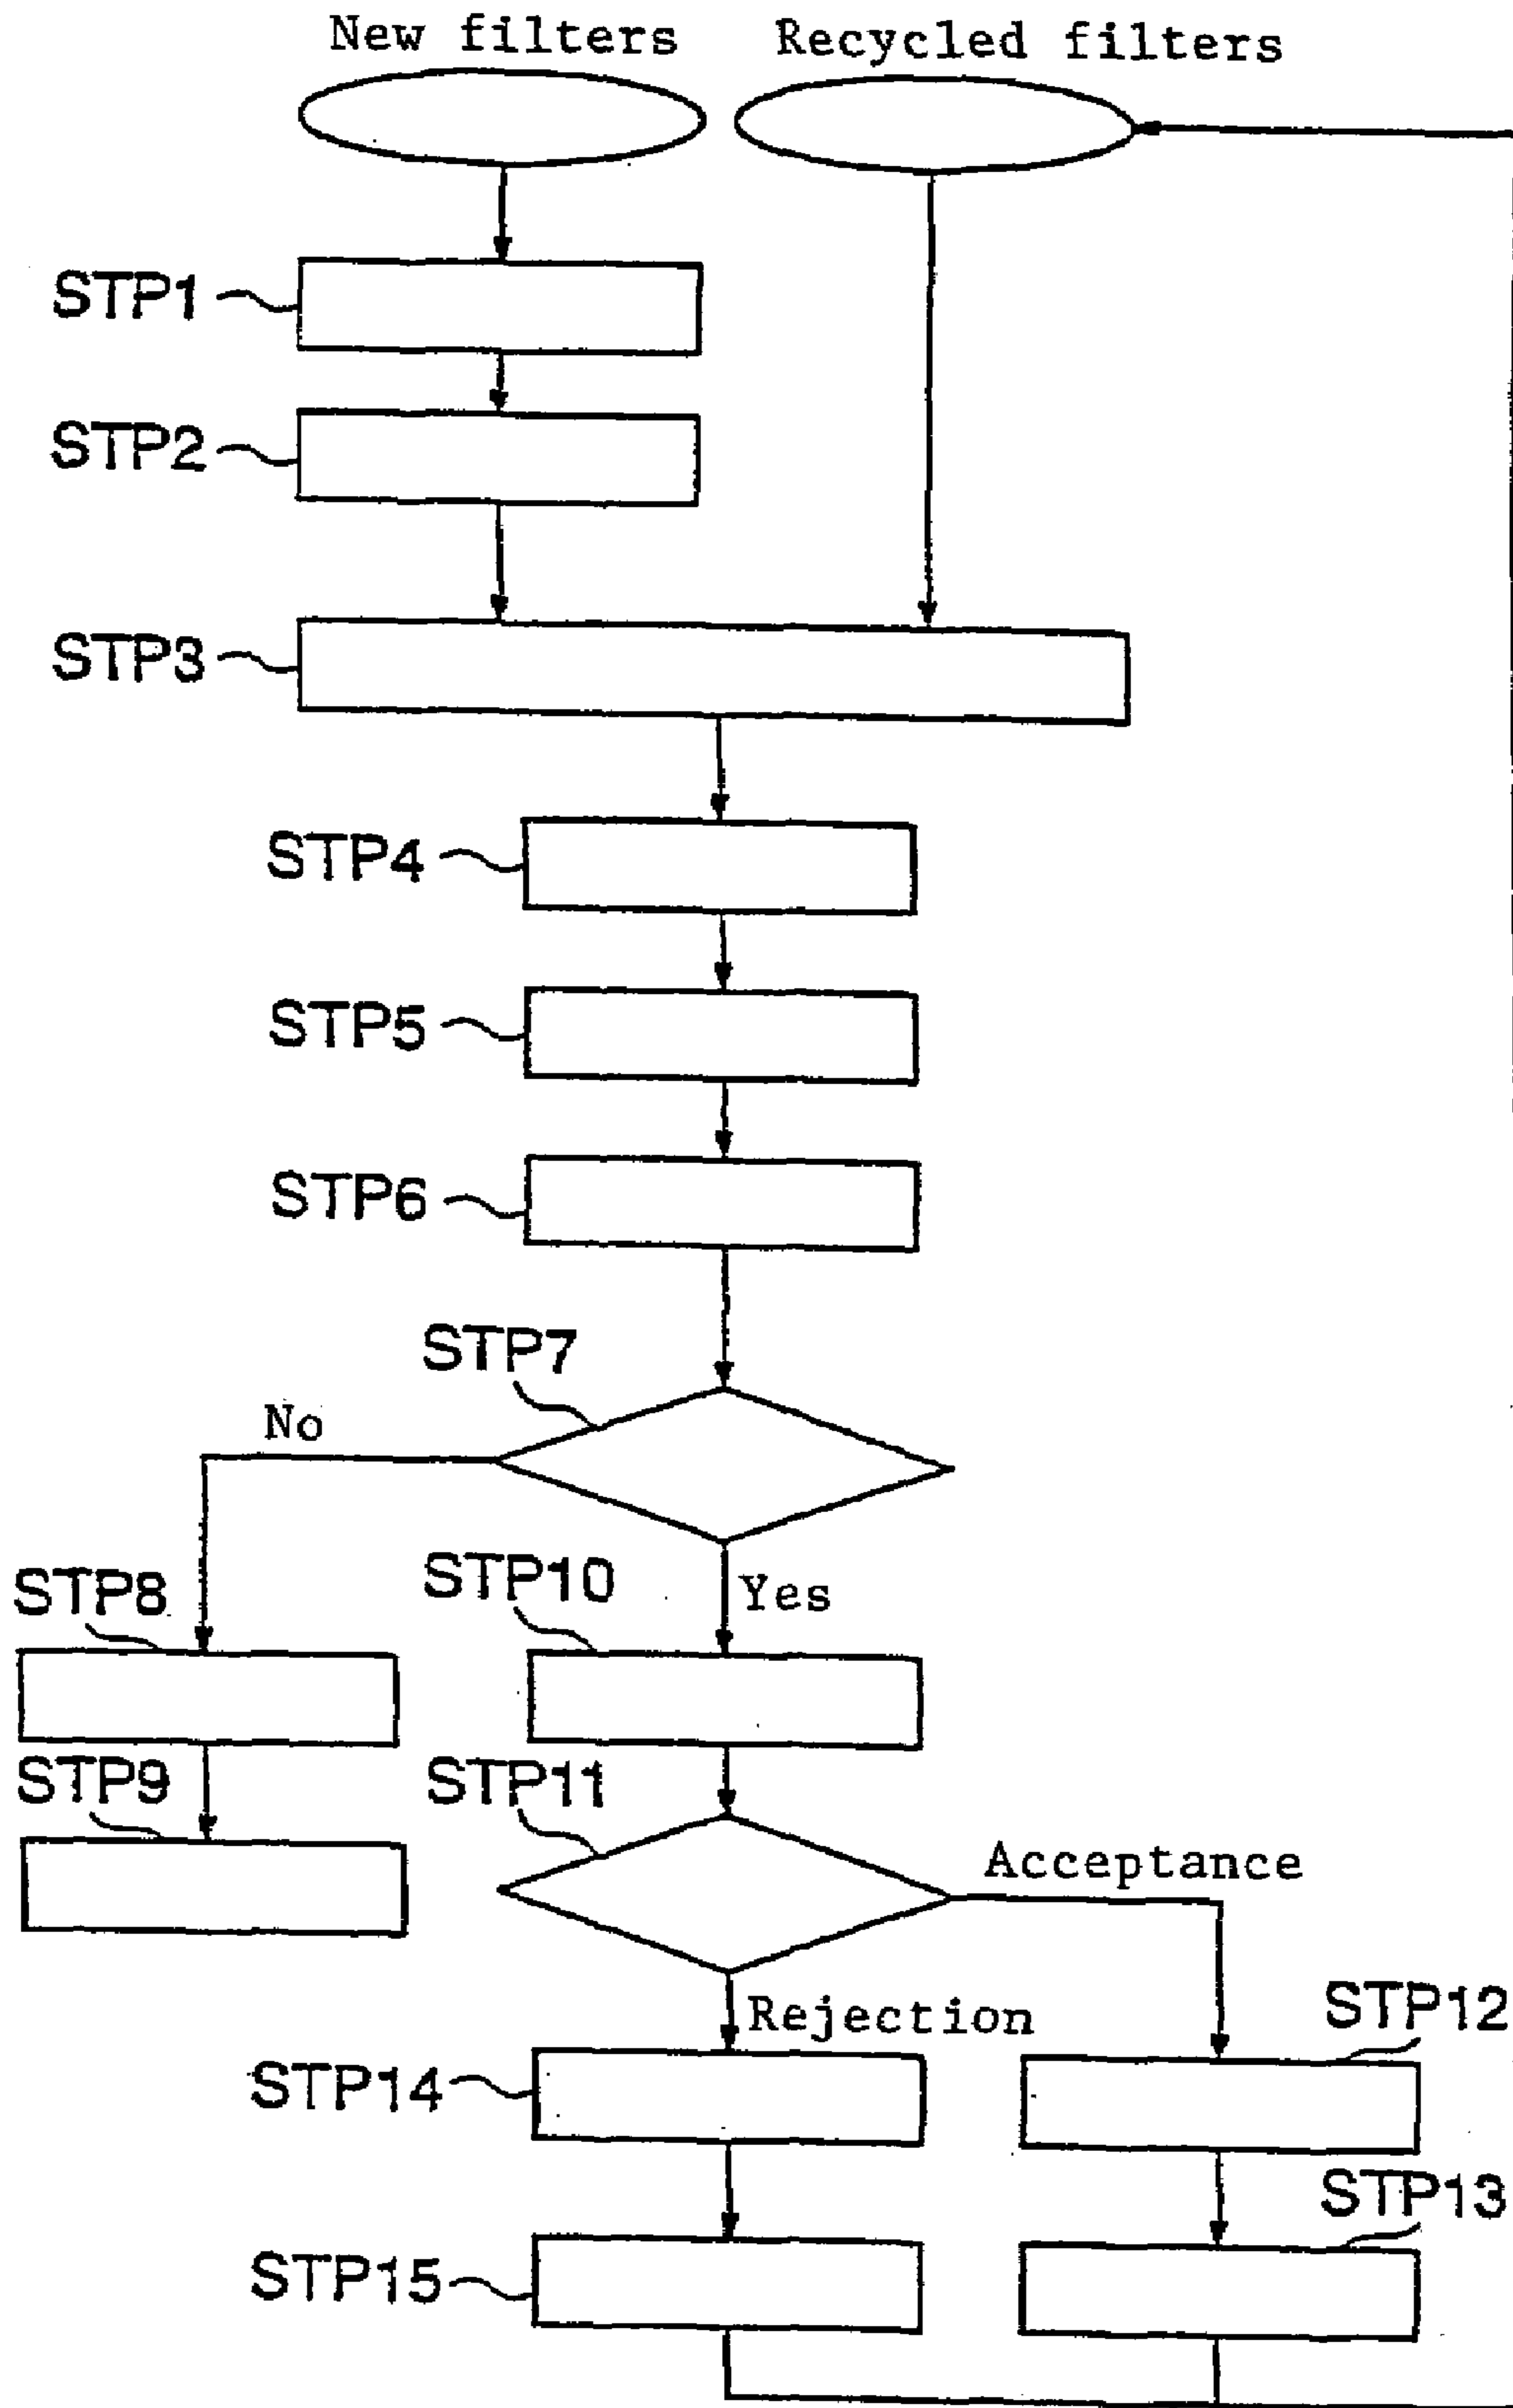 New filters
Recycled filters
STP1
STP2
STP3
STP4
STP5
STP6
STP7
No
STP8
STP10
Yes
STP9
STP11
Acceptance
Rejection
STP12
STP14
STP13
STP15